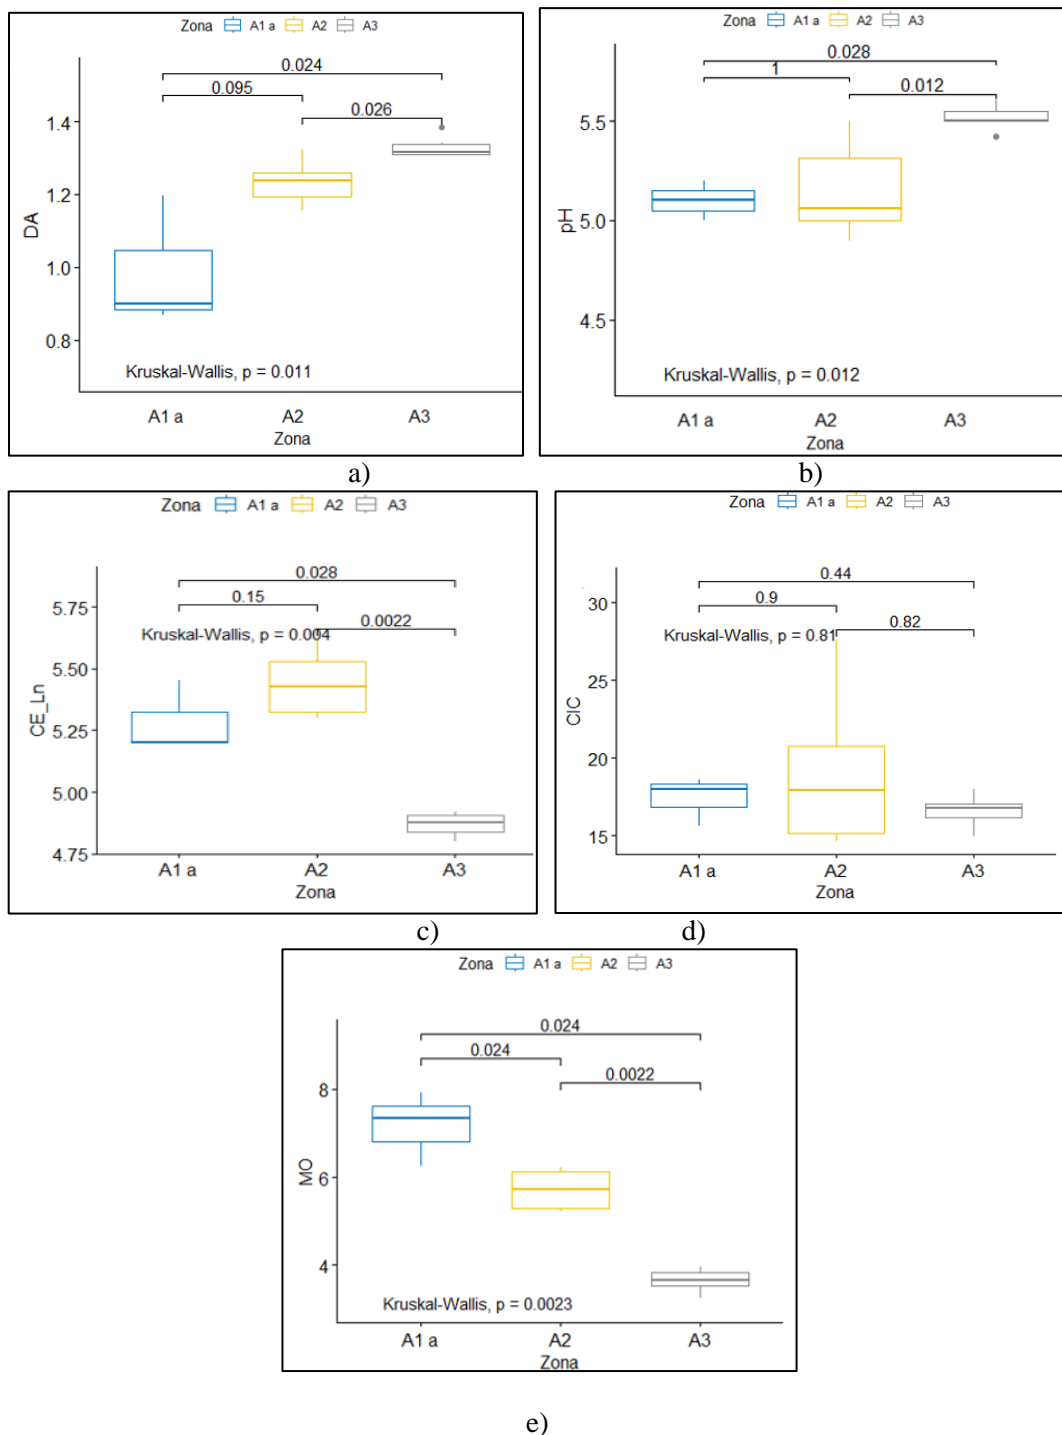 Zona A1 a A2 A3
0.024
0.095
0.026
1.4
1.2
1.0
0.8
DA
Kruskal-Wallis, p = 0.011
A1 a A2 A3
Zona
a)
Zona A1 a A2 A3
0.028
1
0.012
5.5
5.0
4.5
pH
Kruskal-Wallis, p = 0.012
A1 a A2 A3
Zona
b)
Zona A1 a A2 A3
0.028
0.15
0.0022
Kruskal-Wallis, p = 0.004
5.75
5.50
5.25
5.00
4.75
CE_Ln
A1 a A2 A3
Zona
c)
Zona A1 a A2 A3
0.44
0.9
0.82
Kruskal-Wallis, p = 0.81
30
25
20
15
CIC
A1 a A2 A3
Zona
d)
Zona A1 a A2 A3
0.024
0.024
0.0022
8
6
4
MO
Kruskal-Wallis, p = 0.0023
A1 a A2 A3
Zona
e)